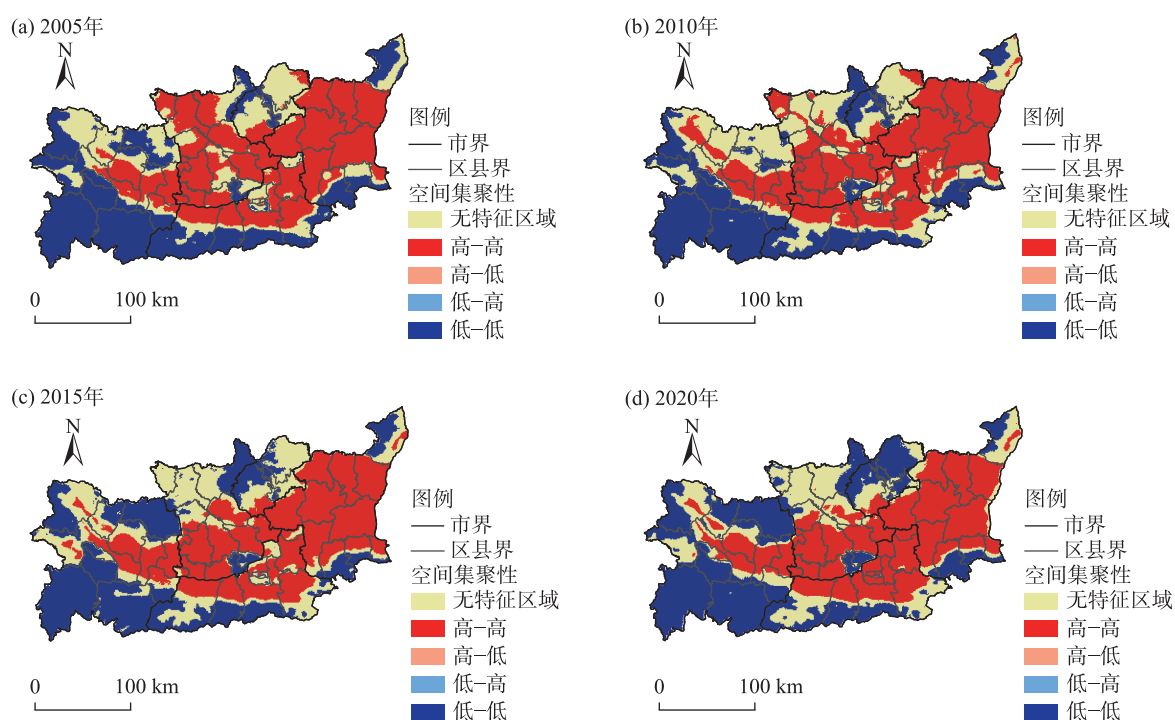 (a) 2005年
N
图例
市界
区县界
空间集聚性
无特征区域
高–高
高–低
低–高
低–低
0 100 km
(b) 2010年
N
图例
市界
区县界
空间集聚性
无特征区域
高–高
高–低
低–高
低–低
0 100 km
(c) 2015年
N
图例
市界
区县界
空间集聚性
无特征区域
高–高
高–低
低–高
低–低
0 100 km
(d) 2020年
N
图例
市界
区县界
空间集聚性
无特征区域
高–高
高–低
低–高
低–低
0 100 km